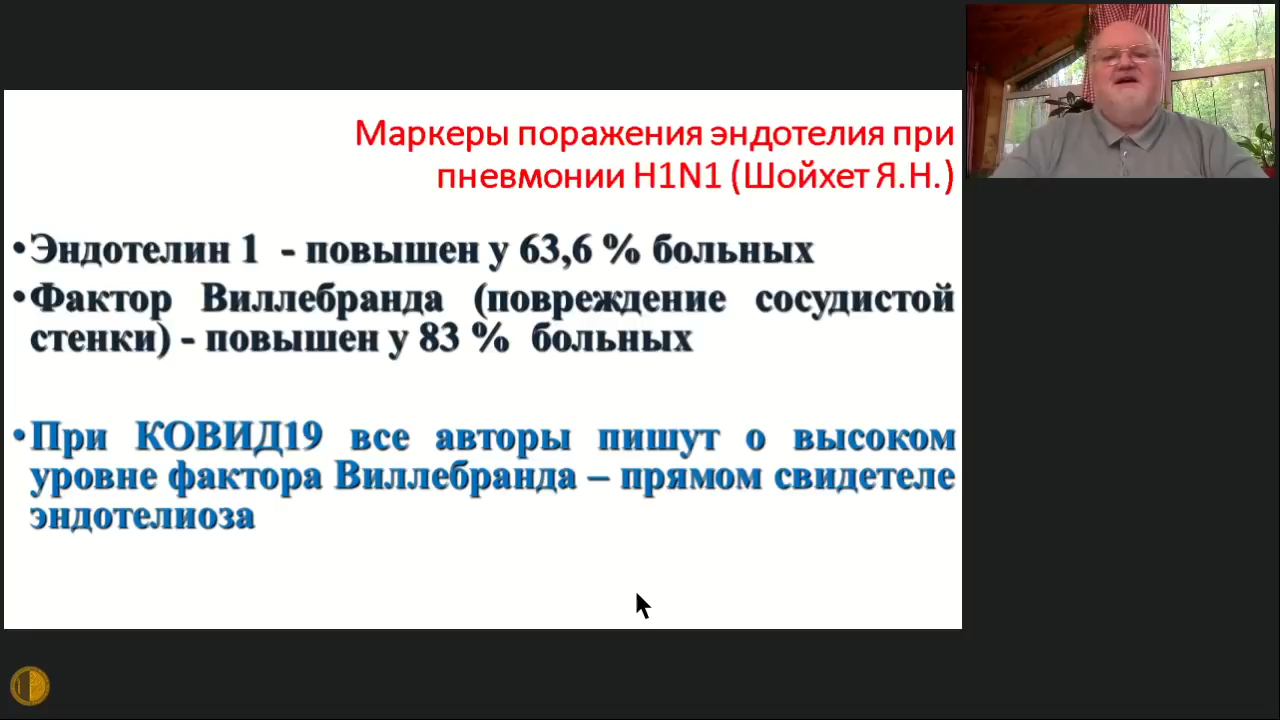 Маркеры поражения эндотелия при
пневмонии H1N1 (Шойхет Я.Н.)
•Эндотелин 1 - повышен у 63,6 % больных
•Фактор Виллебранда (повреждение сосудистой
стенки) - повышен у 83 % больных
•При КОВИД19 все авторы пишут о высоком
уровне фактора Виллебранда – прямом свидетеле
эндотелиоза